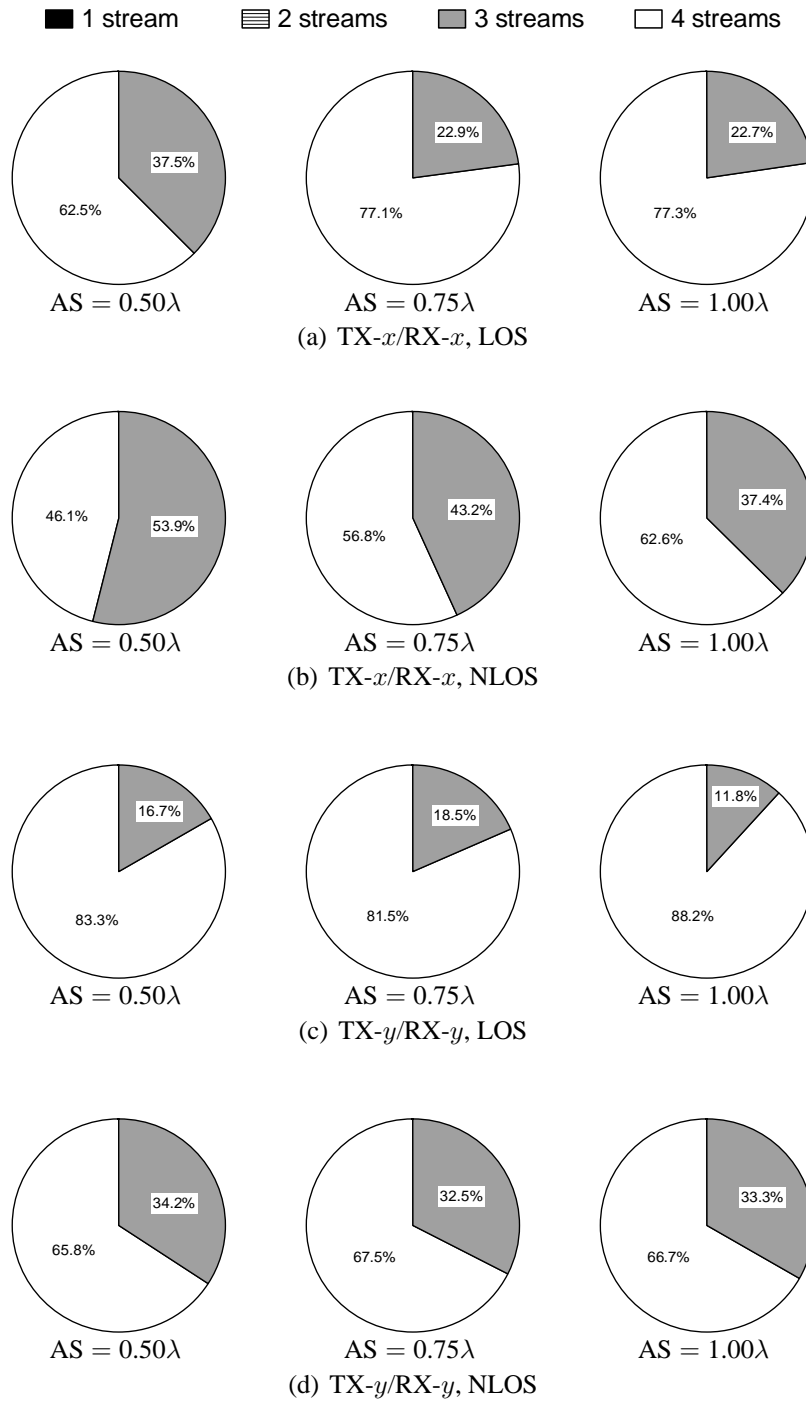 1 stream 2 streams 3 streams 4 streams
37.5% 22.9% 22.7%
62.5% 77.1% 77.3%
AS = 0.50λ AS = 0.75λ AS = 1.00λ
(a) TX-x/RX-x, LOS
46.1% 53.9% 56.8% 43.2% 62.6% 37.4%
AS = 0.50λ AS = 0.75λ AS = 1.00λ
(b) TX-x/RX-x, NLOS
16.7% 18.5% 11.8%
83.3% 81.5% 88.2%
AS = 0.50λ AS = 0.75λ AS = 1.00λ
(c) TX-y/RX-y, LOS
34.2% 32.5% 33.3%
65.8% 67.5% 66.7%
AS = 0.50λ AS = 0.75λ AS = 1.00λ
(d) TX-y/RX-y, NLOS